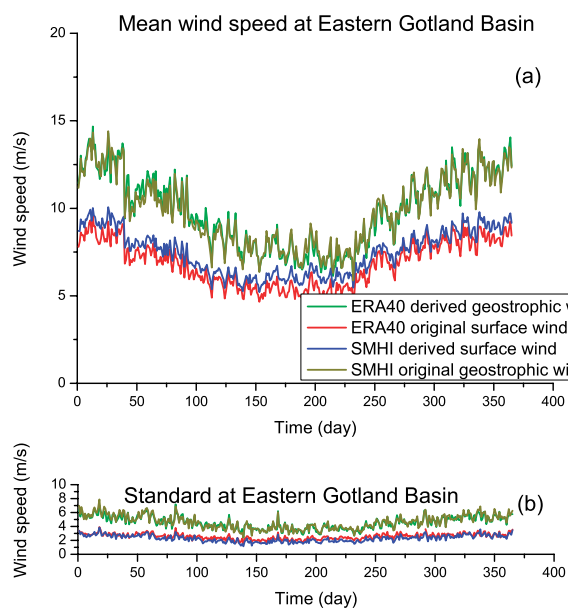 Mean wind speed at Eastern Gotland Basin
20
(a)
15
10
5
0
Wind speed (m/s)
ERA40 derived geostrophic w
ERA40 original surface wind
SMHI derived surface wind
SMHI original geostrophic wi
0 50 100 150 200 250 300 350 400
Time (day)
Standard at Eastern Gotland Basin
(b)
10
8
6
4
2
0
Wind speed (m/s)
0 50 100 150 200 250 300 350 400
Time (day)